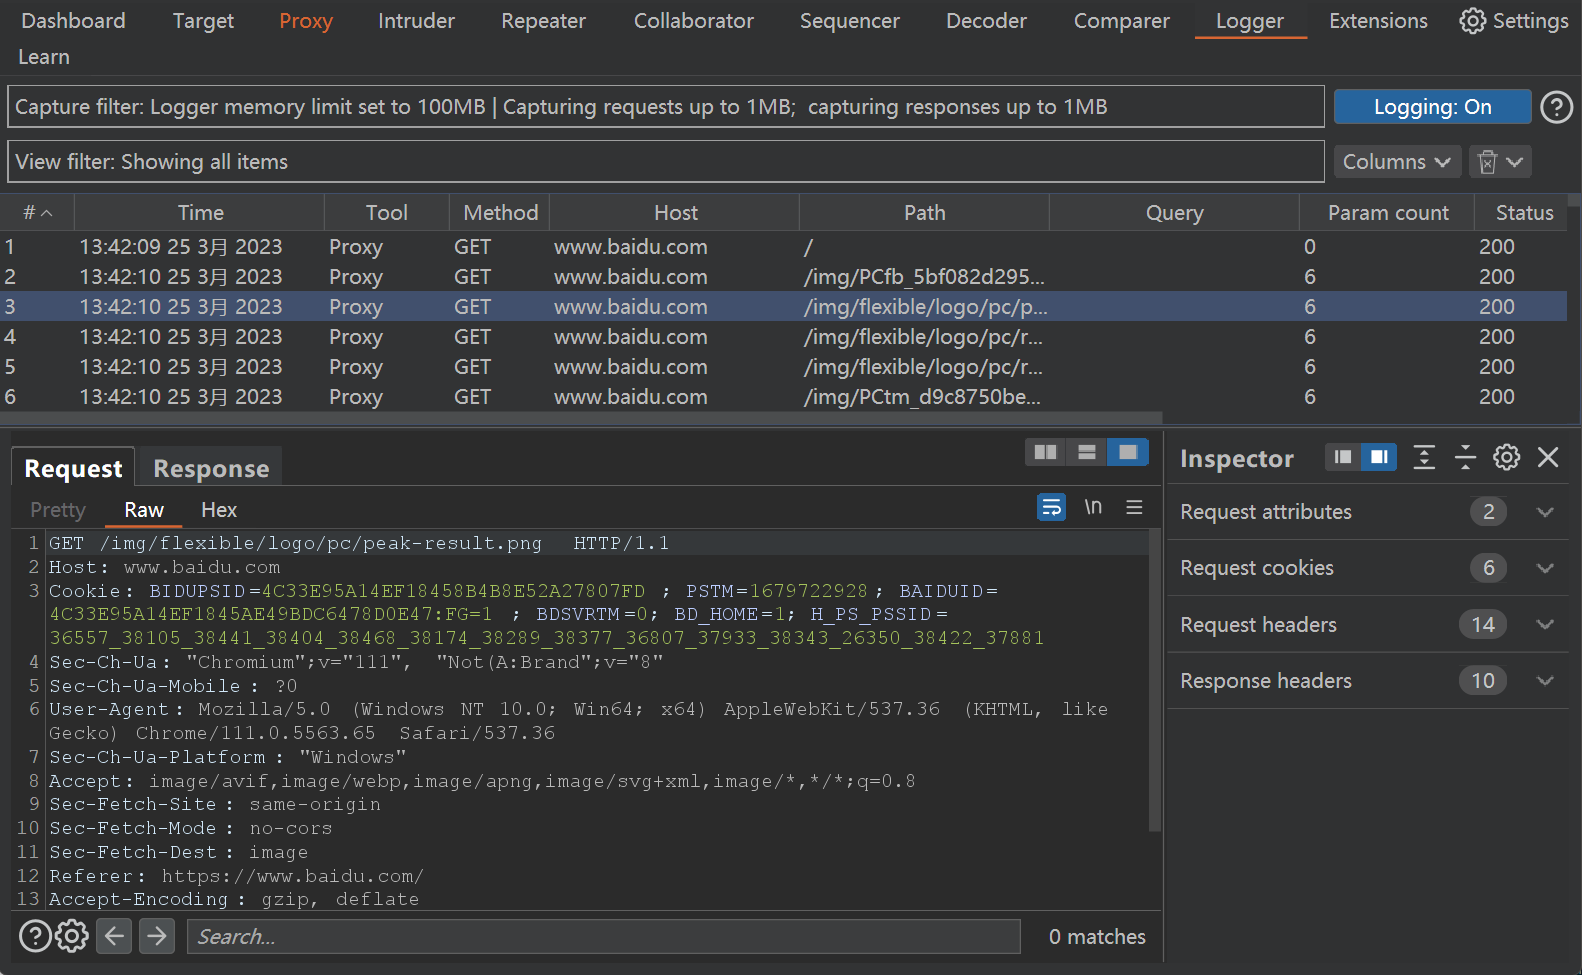 Dashboard Target Proxy Intruder Repeater Collaborator Sequencer Decoder Comparer Logger Extensions Settings
Learn
Capture filter: Logger memory limit set to 100MB | Capturing requests up to 1MB;  capturing responses up to 1MB
Logging: On
View filter: Showing all items
Columns
# Time Tool Method Host Path Query Param count Status
1 13:42:09 25 3月 2023 Proxy GET www.baidu.com / 0 200
2 13:42:10 25 3月 2023 Proxy GET www.baidu.com /img/PCfb_5bf082d295... 6 200
3 13:42:10 25 3月 2023 Proxy GET www.baidu.com /img/flexible/logo/pc/p... 6 200
4 13:42:10 25 3月 2023 Proxy GET www.baidu.com /img/flexible/logo/pc/r... 6 200
5 13:42:10 25 3月 2023 Proxy GET www.baidu.com /img/flexible/logo/pc/r... 6 200
6 13:42:10 25 3月 2023 Proxy GET www.baidu.com /img/PCtm_d9c8750be... 6 200
Request Response
Pretty Raw Hex
\n
1 GET /img/flexible/logo/pc/peak-result.png HTTP/1.1
2 Host: www.baidu.com
3 Cookie: BIDUPSID=4C33E95A14EF18458B4B8E52A27807FD ; PSTM=1679722928; BAIDUID=
4C33E95A14EF1845AE49BDC6478D0E47:FG=1 ; BDSVRTM=0; BD_HOME=1; H_PS_PSSID=
36557_38105_38441_38404_38468_38174_38289_38377_36807_37933_38343_26350_38422_37881
4 Sec-Ch-Ua: "Chromium";v="111", "Not(A:Brand";v="8"
5 Sec-Ch-Ua-Mobile: ?0
6 User-Agent: Mozilla/5.0 (Windows NT 10.0; Win64; x64) AppleWebKit/537.36 (KHTML, like
Gecko) Chrome/111.0.5563.65 Safari/537.36
7 Sec-Ch-Ua-Platform: "Windows"
8 Accept: image/avif,image/webp,image/apng,image/svg+xml,image/*,*/*;q=0.8
9 Sec-Fetch-Site: same-origin
10 Sec-Fetch-Mode: no-cors
11 Sec-Fetch-Dest: image
12 Referer: https://www.baidu.com/
13 Accept-Encoding: gzip, deflate
Search...
0 matches
Inspector
Request attributes 2
Request cookies 6
Request headers 14
Response headers 10